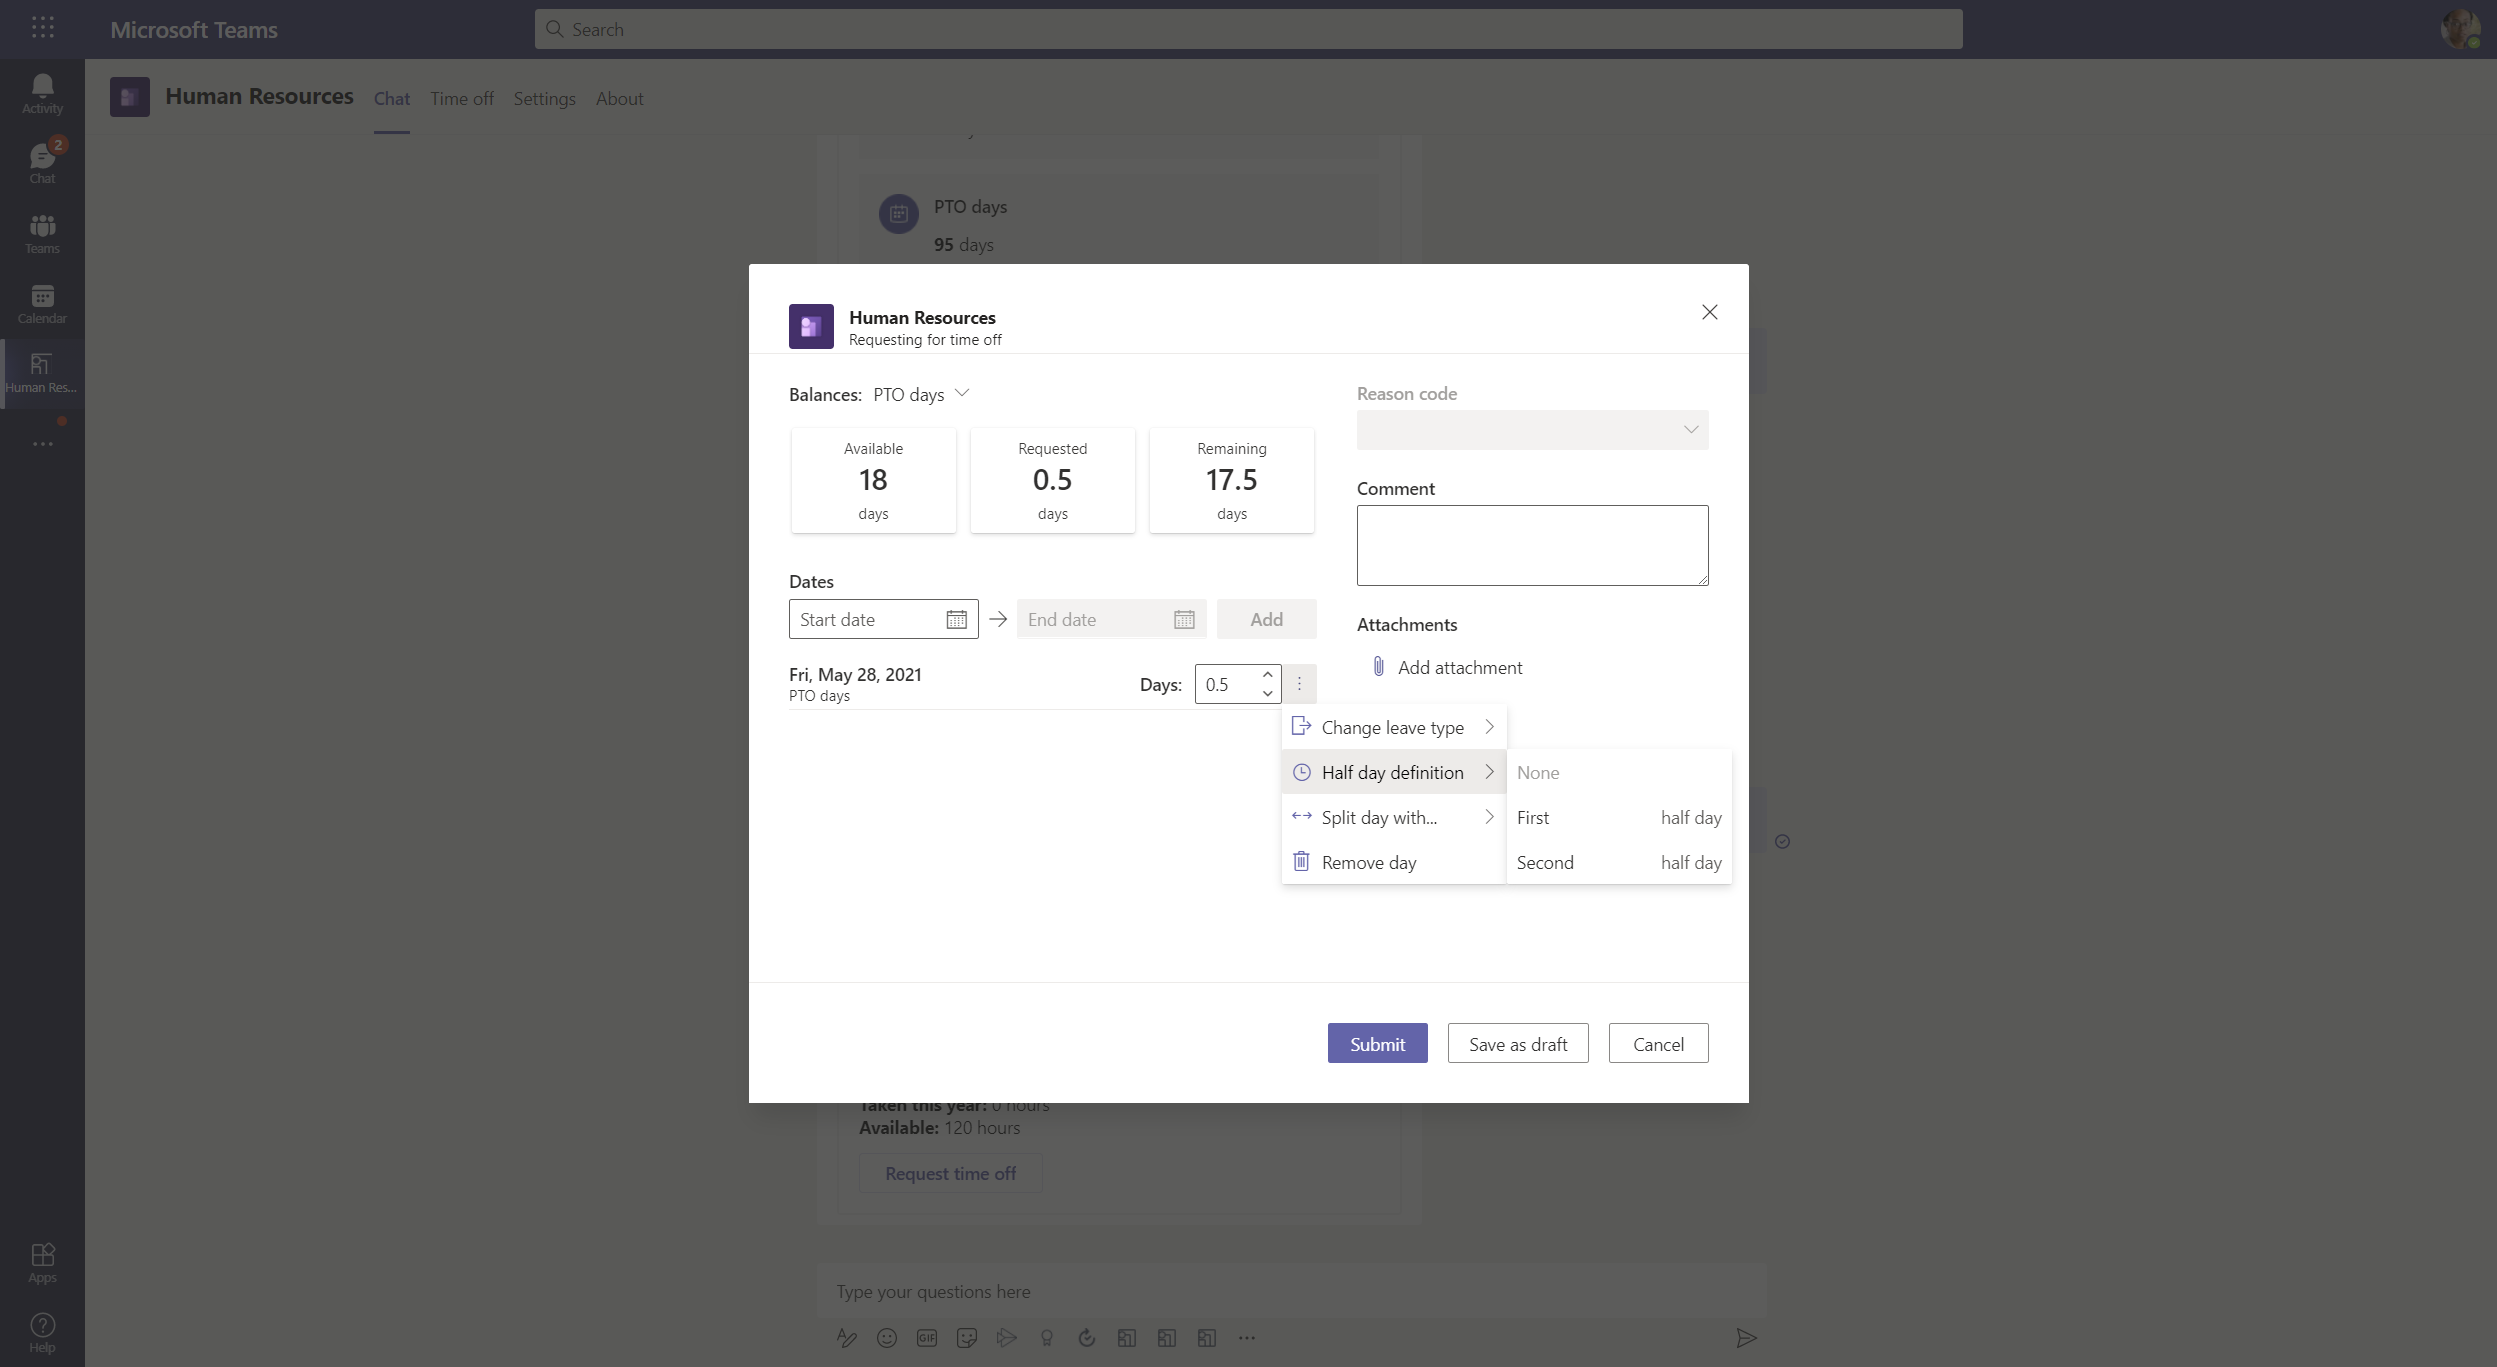 Microsoft Teams
Search
Activity
2
Chat
Teams
Calendar
Human Res...
Apps
Help
Human Resources
Chat
Time off
Settings
About
PTO days
95 days
Human Resources
Requesting for time off
Balances: PTO days
Available
18
days
Requested
0.5
days
Remaining
17.5
days
Dates
Start date
End date
Add
Fri, May 28, 2021
PTO days
Days: 0.5
Reason code
Comment
Attachments
Add attachment
Change leave type
Half day definition
Split day with...
Remove day
None
First half day
Second half day
Submit
Save as draft
Cancel
Taken this year: 0 hours
Available: 120 hours
Request time off
Type your questions here
GIF